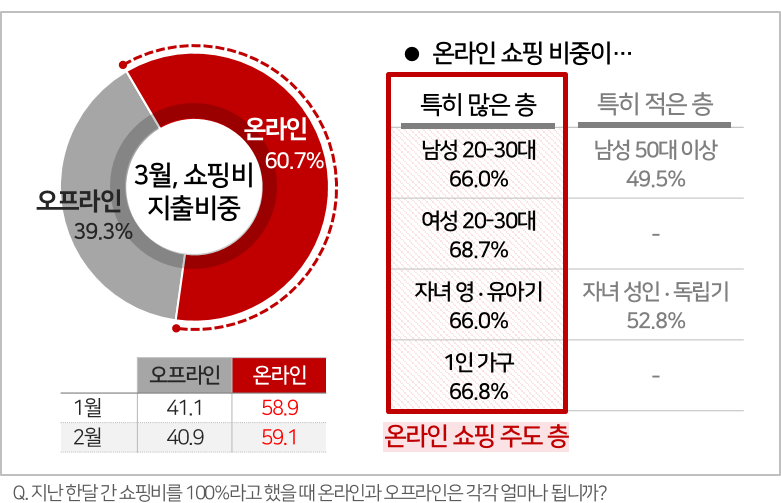 온라인
60.7%
3월, 쇼핑비
지출비중
오프라인
39.3%
오프라인 온라인
1월 41.1 58.9
2월 40.9 59.1
● 온라인 쇼핑 비중이…
특히 많은 층 특히 적은 층
남성 20-30대 남성 50대 이상
66.0% 49.5%
여성 20-30대 -
68.7%
자녀 영·유아기 자녀 성인·독립기
66.0% 52.8%
1인 가구 -
66.8%
온라인 쇼핑 주도 층
Q. 지난 한달 간 쇼핑비를 100%라고 했을 때 온라인과 오프라인은 각각 얼마나 됩니까?